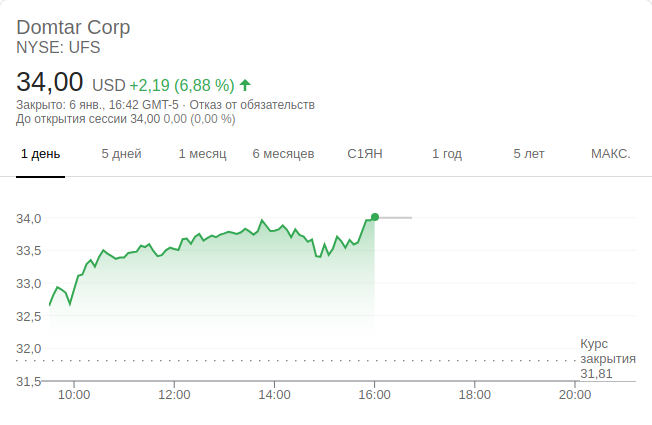 Domtar Corp
NYSE: UFS
34,00 USD +2,19 (6,88 %)
Закрыто: 6 янв., 16:42 GMT-5 · Отказ от обязательств
До открытия сессии 34,00 0,00 (0,00 %)
1 день 5 дней 1 месяц 6 месяцев С1ЯН 1 год 5 лет МАКС.
34,0
33,5
33,0
32,5
32,0
31,5
Курс
закрытия
31,81
10:00 12:00 14:00 16:00 18:00 20:00